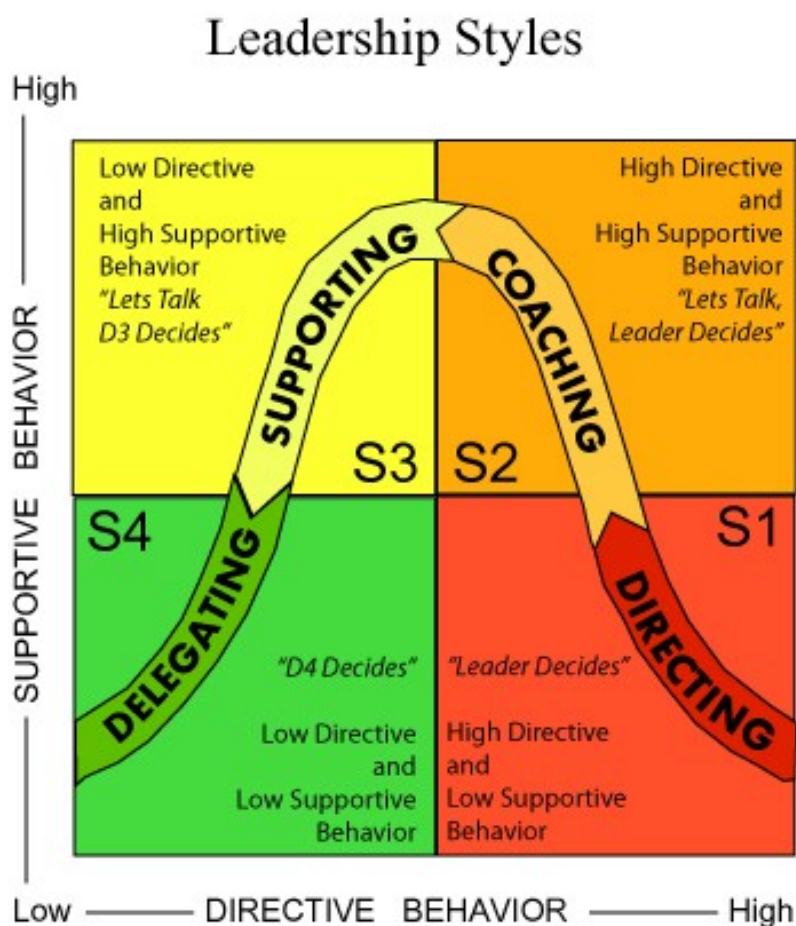 Leadership Styles
High
Low Directive
and
High Supportive
Behavior
"Lets Talk
D3 Decides"
High Directive
and
High Supportive
Behavior
"Lets Talk,
Leader Decides"
SUPPORTING
COACHING
S3
S2
S4
S1
DELEGATING
DIRECTING
"D4 Decides"
Low Directive
and
Low Supportive
Behavior
"Leader Decides"
High Directive
and
Low Supportive
Behavior
SUPPORTIVE BEHAVIOR
Low
DIRECTIVE BEHAVIOR
High